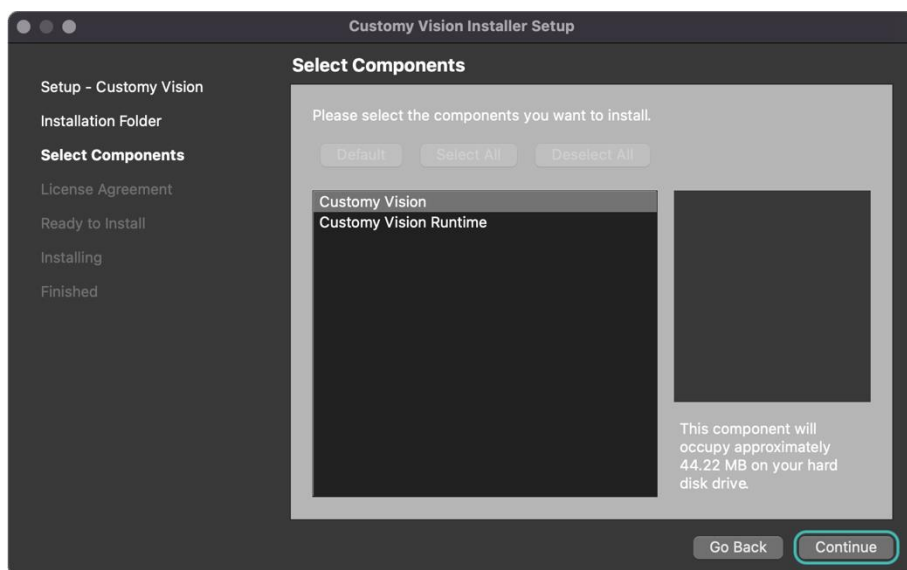 Customy Vision Installer Setup
Setup - Customy Vision
Installation Folder
Select Components
License Agreement
Ready to Install
Installing
Finished
Select Components
Please select the components you want to install.
Default Select All Deselect All
Customy Vision
Customy Vision Runtime
This component will
occupy approximately
44.22 MB on your hard
disk drive.
Go Back Continue